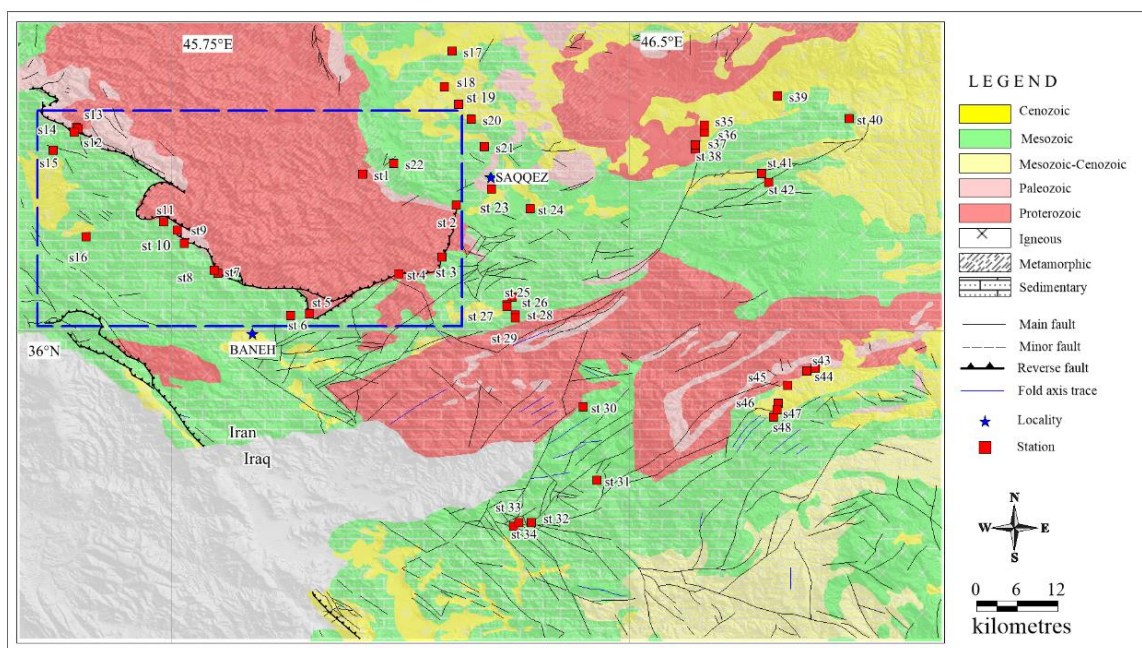 45.75°E
46.5°E
s17
s18
st 19
s39
s13
s14
s12
s20
st 40
s35
s36
s15
s21
s37
st 38
s22
SAQQEZ
st1
st 41
st 42
st 2
st 23
st 24
s11
st9
st 10
s16
st 3
st8
st7
st 4
st 25
st 26
st 5
s27
st 28
st 6
st 29
BANEH
36°N
s43
s44
s45
s46
s47
s48
st 30
Iran
Iraq
st 31
st 33
st 32
st 34
LEGEND
Cenozoic
Mesozoic
Mesozoic-Cenozoic
Paleozoic
Proterozoic
Igneous
Metamorphic
Sedimentary
Main fault
Minor fault
Reverse fault
Fold axis trace
Locality
Station
N
W E
S
0 6 12
kilometres